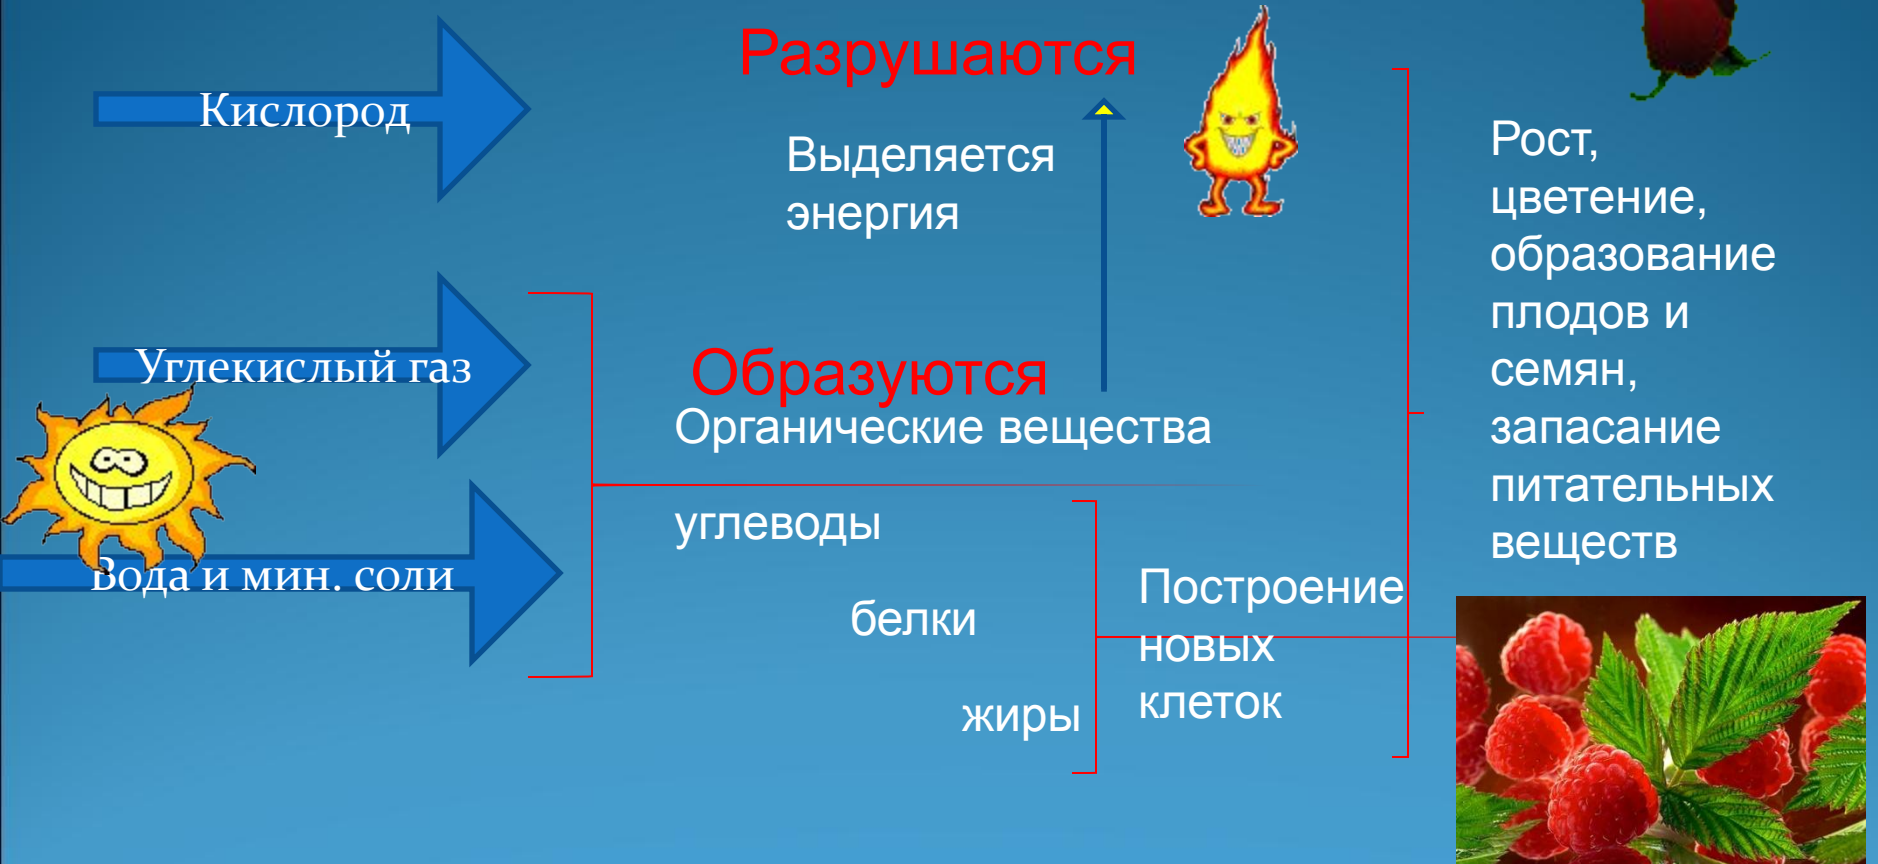 Кислород
Разрушаются
Выделяется
энергия
Углекислый газ
Образуются
Органические вещества
Вода и мин. соли
углеводы
белки
жиры
Построение
новых
клеток
Рост,
цветение,
образование
плодов и
семян,
запасание
питательных
веществ